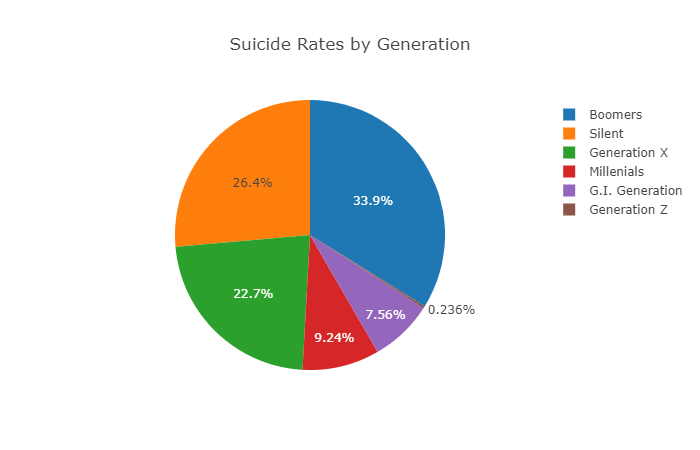 Suicide Rates by Generation
Boomers
Silent
Generation X
Millenials
G.I. Generation
Generation Z
26.4%
33.9%
22.7%
9.24%
7.56%
0.236%